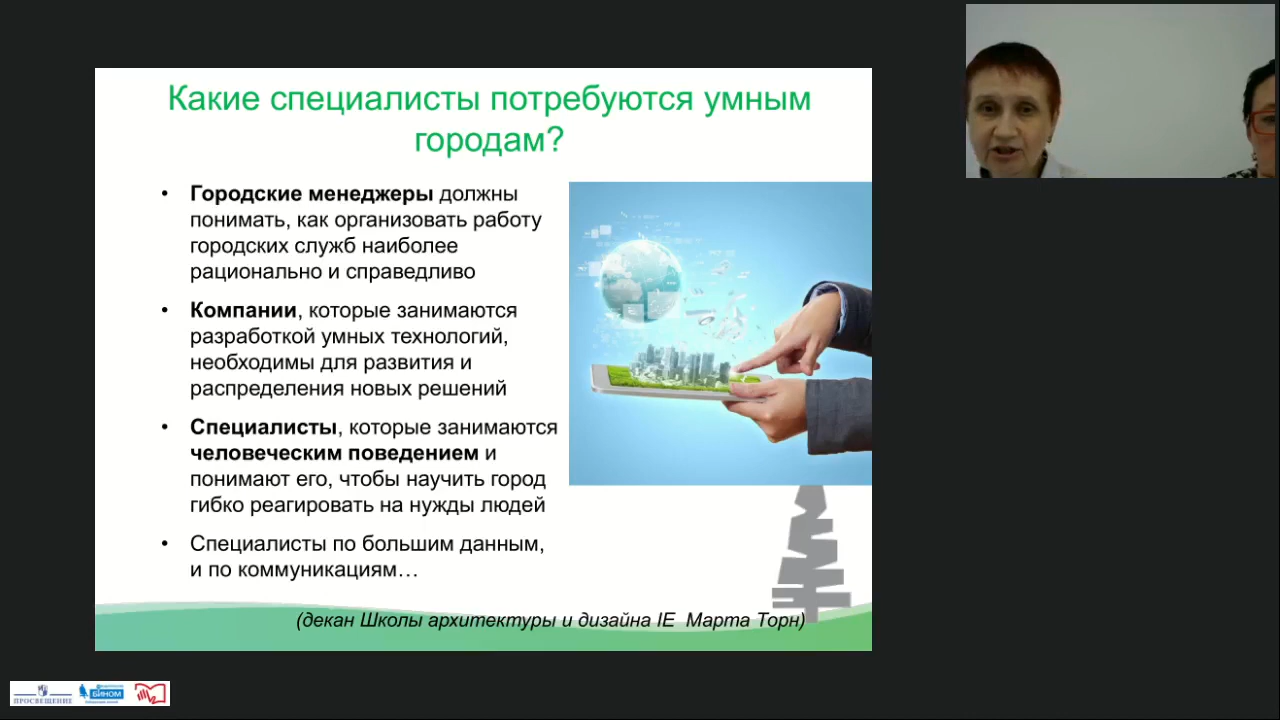 Какие специалисты потребуются умным
городам?
• Городские менеджеры должны
понимать, как организовать работу
городских служб наиболее
рационально и справедливо
• Компании, которые занимаются
разработкой умных технологий,
необходимы для развития и
распределения новых решений
• Специалисты, которые занимаются
человеческим поведением и
понимают его, чтобы научить город
гибко реагировать на нужды людей
• Специалисты по большим данным,
и по коммуникациям…
(декан Школы архитектуры и дизайна IE Марта Торн)
ПРОСВЕЩЕНИЕ
БИНОМ